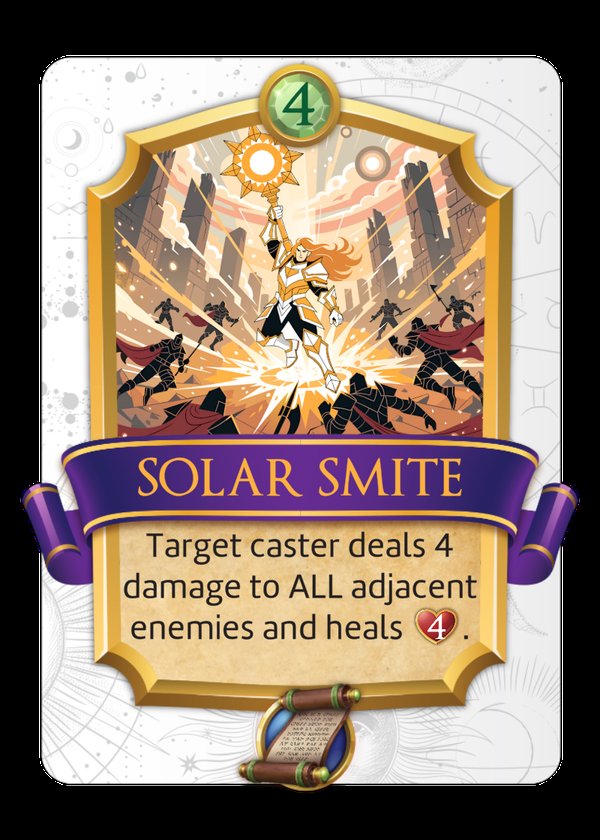 4
SOLAR SMITE
Target caster deals 4
damage to ALL adjacent
enemies and heals 4.